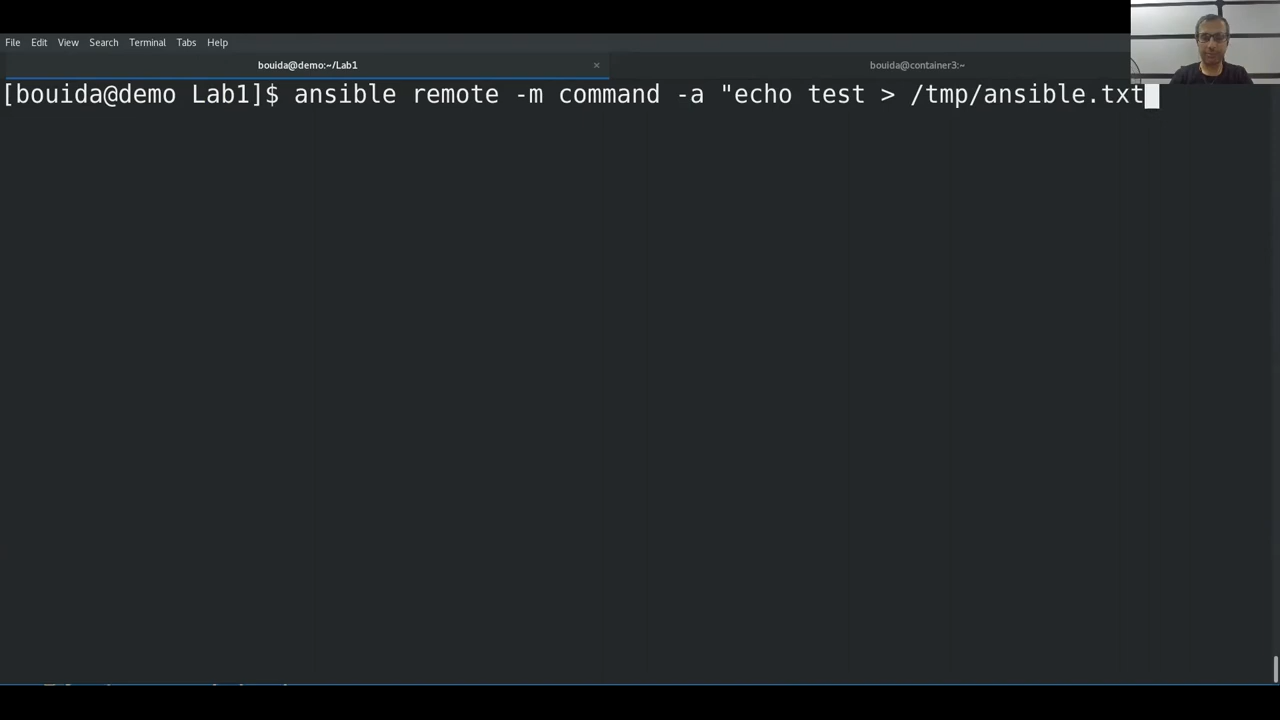 File Edit View Search Terminal Tabs Help
bouida@demo:~/Lab1 × bouida@container3:~
[bouida@demo Lab1]$ ansible remote -m command -a "echo test > /tmp/ansible.txt